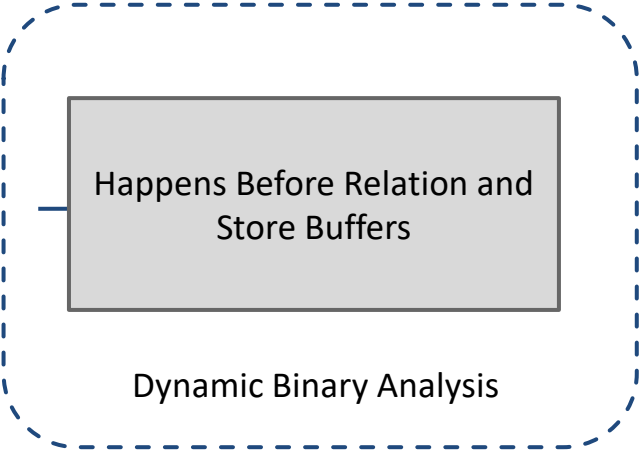 Happens Before Relation and
Store Buffers
Dynamic Binary Analysis